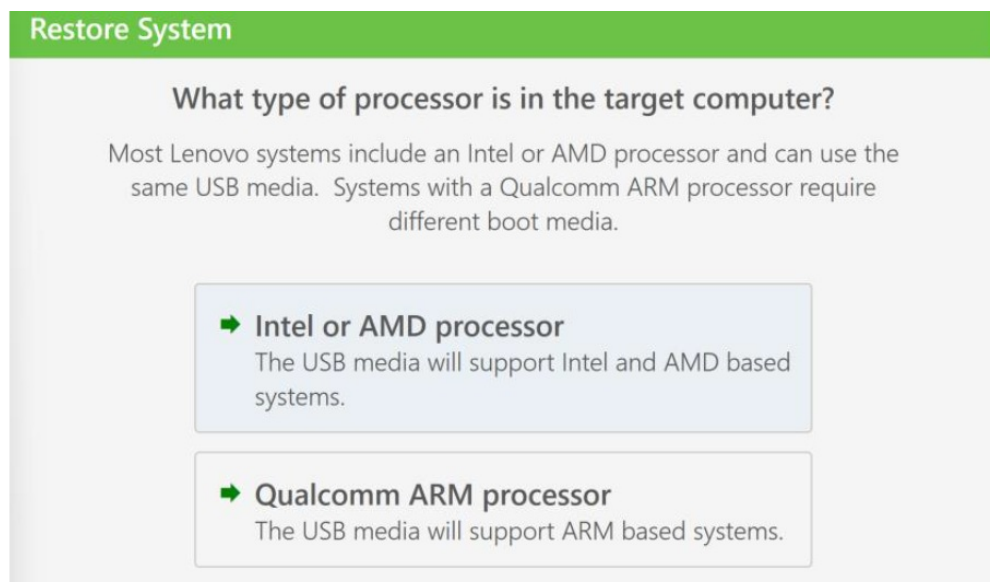 Restore System
What type of processor is in the target computer?
Most Lenovo systems include an Intel or AMD processor and can use the
same USB media.  Systems with a Qualcomm ARM processor require
different boot media.
Intel or AMD processor
The USB media will support Intel and AMD based
systems.
Qualcomm ARM processor
The USB media will support ARM based systems.